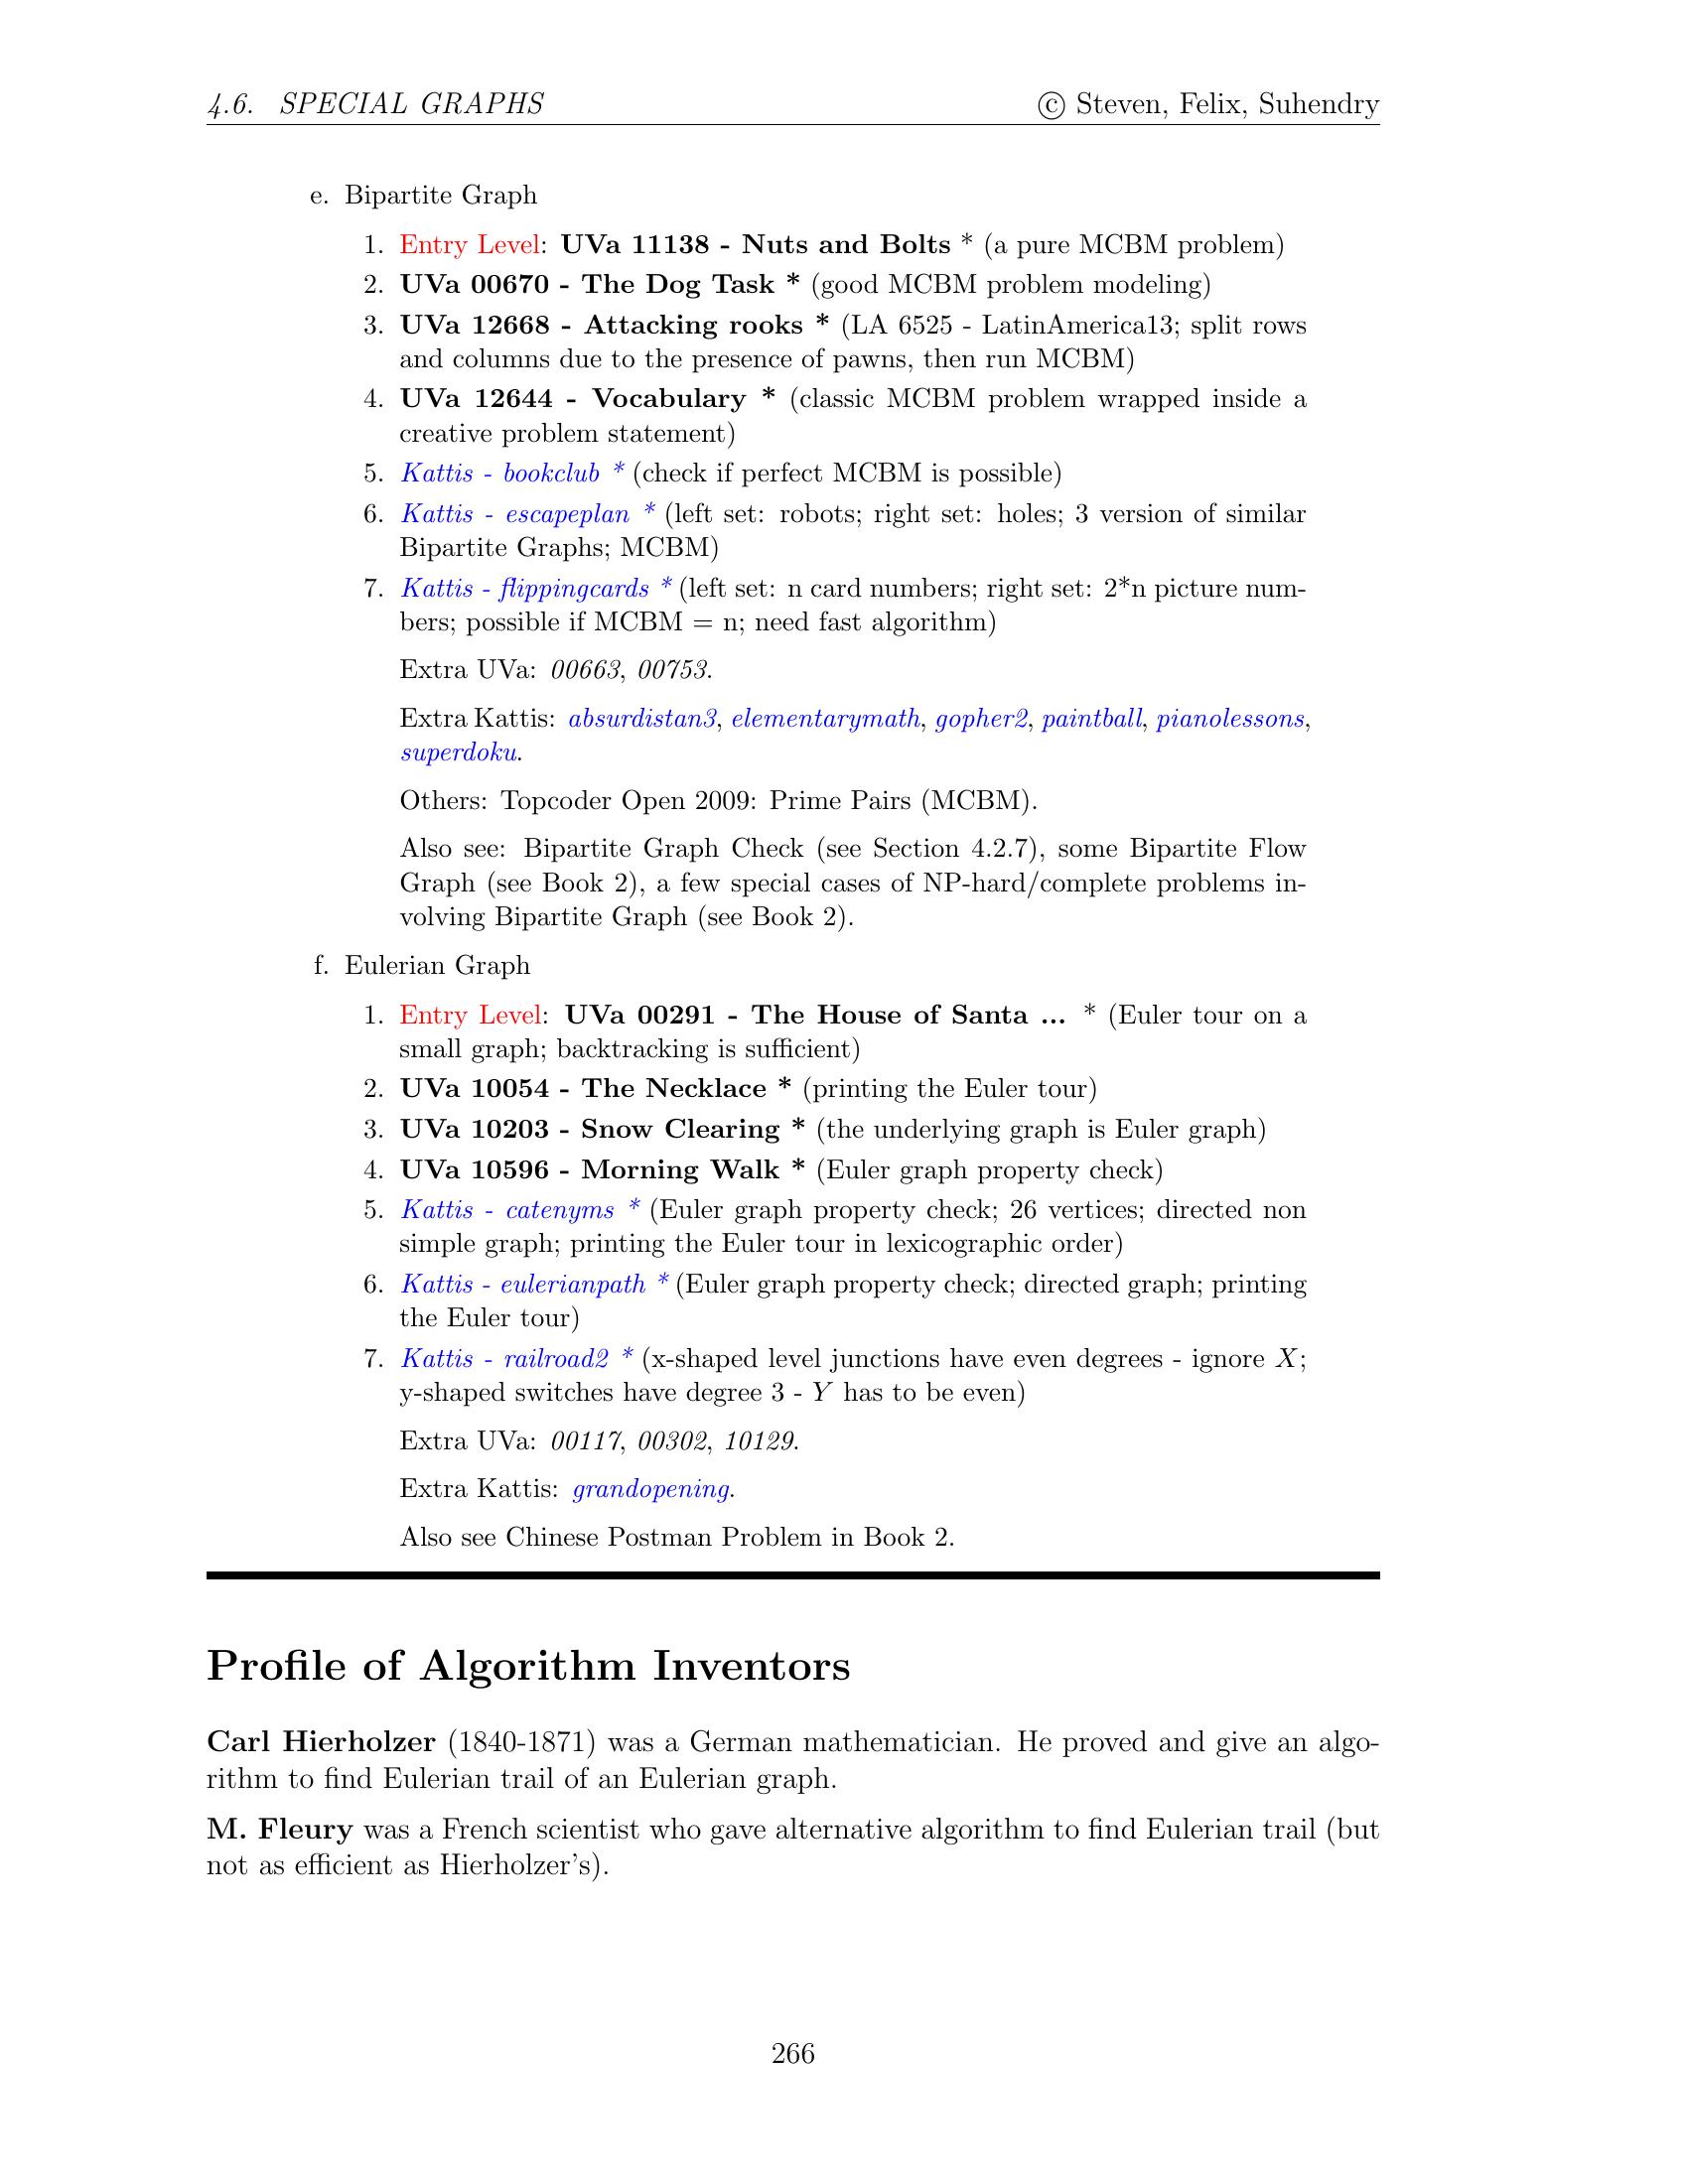 4.6. SPECIAL GRAPHS © Steven, Felix, Suhendry
e. Bipartite Graph
1. Entry Level: UVa 11138 - Nuts and Bolts * (a pure MCBM problem)
2. UVa 00670 - The Dog Task * (good MCBM problem modeling)
3. UVa 12668 - Attacking rooks * (LA 6525 - LatinAmerica13; split rows
and columns due to the presence of pawns, then run MCBM)
4. UVa 12644 - Vocabulary * (classic MCBM problem wrapped inside a
creative problem statement)
5. Kattis - bookclub * (check if perfect MCBM is possible)
6. Kattis - escapeplan * (left set: robots; right set: holes; 3 version of similar
Bipartite Graphs; MCBM)
7. Kattis - flippingcards * (left set: n card numbers; right set: 2*n picture num-
bers; possible if MCBM = n; need fast algorithm)
Extra UVa: 00663, 00753.
Extra Kattis: absurdistan3, elementarymath, gopher2, paintball, pianolessons,
superdoku.
Others: Topcoder Open 2009: Prime Pairs (MCBM).
Also see: Bipartite Graph Check (see Section 4.2.7), some Bipartite Flow
Graph (see Book 2), a few special cases of NP-hard/complete problems in-
volving Bipartite Graph (see Book 2).
f. Eulerian Graph
1. Entry Level: UVa 00291 - The House of Santa ... * (Euler tour on a
small graph; backtracking is sufficient)
2. UVa 10054 - The Necklace * (printing the Euler tour)
3. UVa 10203 - Snow Clearing * (the underlying graph is Euler graph)
4. UVa 10596 - Morning Walk * (Euler graph property check)
5. Kattis - catenyms * (Euler graph property check; 26 vertices; directed non
simple graph; printing the Euler tour in lexicographic order)
6. Kattis - eulerianpath * (Euler graph property check; directed graph; printing
the Euler tour)
7. Kattis - railroad2 * (x-shaped level junctions have even degrees - ignore X;
y-shaped switches have degree 3 - Y has to be even)
Extra UVa: 00117, 00302, 10129.
Extra Kattis: grandopening.
Also see Chinese Postman Problem in Book 2.
Profile of Algorithm Inventors
Carl Hierholzer (1840-1871) was a German mathematician. He proved and give an algo-
rithm to find Eulerian trail of an Eulerian graph.
M. Fleury was a French scientist who gave alternative algorithm to find Eulerian trail (but
not as efficient as Hierholzer's).
266